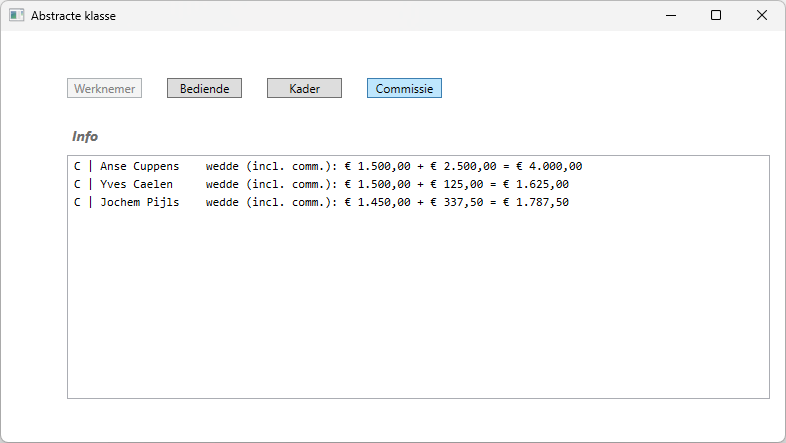 Abstracte klasse
Werknemer Bediende Kader Commissie
Info
C | Anse Cuppens    wedde (incl. comm.): € 1.500,00 + € 2.500,00 = € 4.000,00
C | Yves Caelen     wedde (incl. comm.): € 1.500,00 + € 125,00 = € 1.625,00
C | Jochem Pijls    wedde (incl. comm.): € 1.450,00 + € 337,50 = € 1.787,50